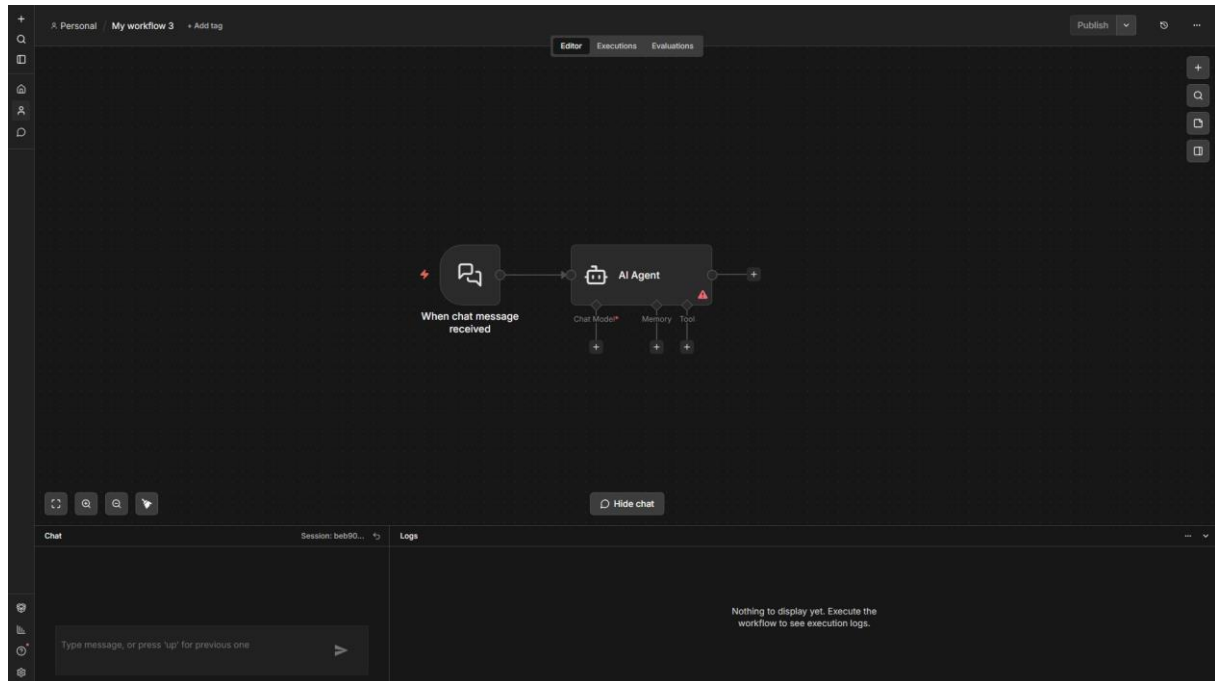 Personal / My workflow 3 + Add tag
Publish
Editor Executions Evaluations
When chat message
received
AI Agent
Chat Model*
Memory
Tool
Hide chat
Chat
Session: beb90...
Logs
Nothing to display yet. Execute the
workflow to see execution logs.
Type message, or press 'up' for previous one